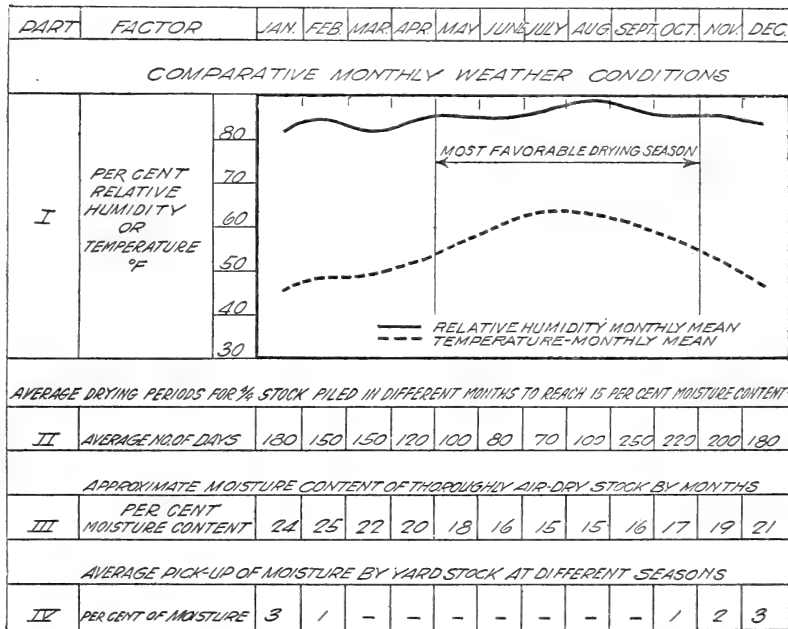 PART FACTOR JAN. FEB. MAR. APR. MAY JUNE JULY AUG. SEPT. OCT. NOV. DEC.
COMPARATIVE MONTHLY WEATHER CONDITIONS
I
PER CENT
RELATIVE
HUMIDITY
OR
TEMPERATURE
°F
80
70
60
50
40
30
MOST FAVORABLE DRYING SEASON
RELATIVE HUMIDITY MONTHLY MEAN
TEMPERATURE-MONTHLY MEAN
AVERAGE DRYING PERIODS FOR 4/4 STOCK PILED IN DIFFERENT MONTHS TO REACH 15 PER CENT MOISTURE CONTENT
II AVERAGE NO. OF DAYS 180 150 150 120 100 80 70 100 250 220 200 180
APPROXIMATE MOISTURE CONTENT OF THOROUGHLY AIR-DRY STOCK BY MONTHS
III PER CENT
MOISTURE CONTENT 24 25 22 20 18 16 15 15 16 17 19 21
AVERAGE PICK-UP OF MOISTURE BY YARD STOCK AT DIFFERENT SEASONS
IV PER CENT OF MOISTURE 3 1 - - - - - - - 1 2 3